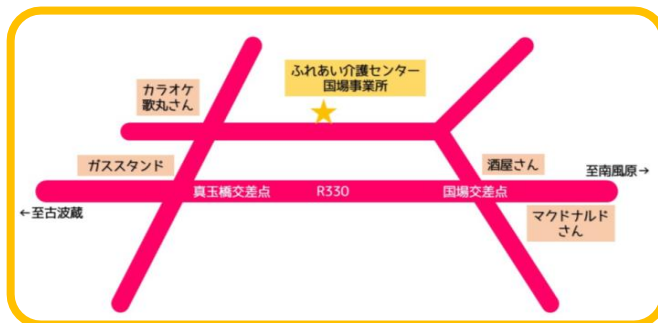 ふれあい介護センター
国場事業所
カラオケ
歌丸さん
ガススタンド
酒屋さん
至南風原→
真玉橋交差点
R330
国場交差点
←至古波蔵
マクドナルド
さん